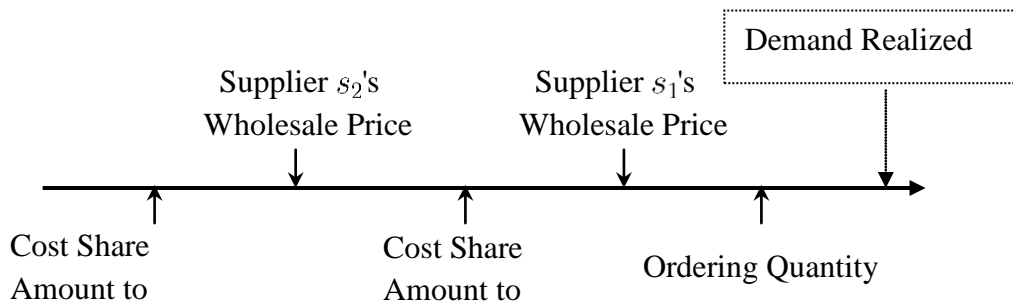 Demand Realized
Supplier s₂'s
Wholesale Price
Supplier s₁'s
Wholesale Price
Cost Share
Amount to
Cost Share
Amount to
Ordering Quantity